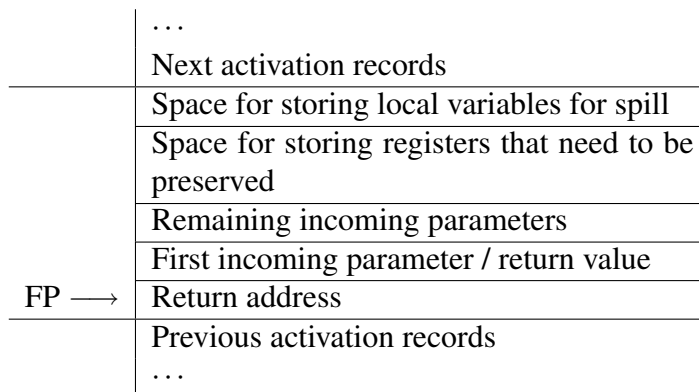 . . .
Next activation records
Space for storing local variables for spill
Space for storing registers that need to be
preserved
Remaining incoming parameters
First incoming parameter / return value
FP ⟶ Return address
Previous activation records
. . .